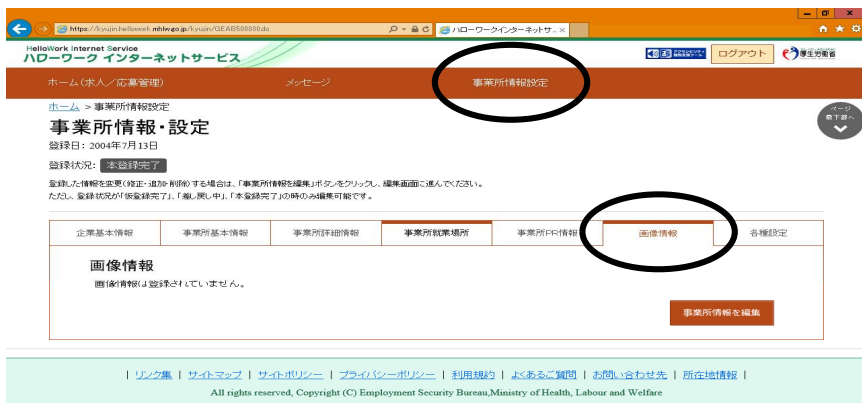 https://kyujin.hellowork.mhlw.go.jp/kyujin/GEAB500030.do
ハローワークインターネットサ...
HelloWork Internet Service
ハローワーク インターネットサービス
ログアウト
厚生労働省
ホーム(求人／応募管理)
メッセージ
事業所情報設定
ホーム > 事業所情報設定
ページ
最下部へ
事業所情報・設定
登録日: 2004年7月13日
登録状況: 本登録完了
登録した情報を変更(修正・追加・削除)する場合は、「事業所情報を編集」ボタンをクリックし、編集画面に進んでください。
ただし、登録状況が「仮登録完了」、「差し戻し中」、「本登録完了」の時のみ編集可能です。
企業基本情報
事業所基本情報
事業所詳細情報
事業所就業場所
事業所PR情報
画像情報
各種設定
画像情報
画像情報は登録されていません。
事業所情報を編集
| リンク集 | サイトマップ | サイトポリシー | プライバシーポリシー | 利用規約 | よくあるご質問 | お問い合わせ先 | 所在地情報 |
All rights reserved, Copyright (C) Employment Security Bureau,Ministry of Health, Labour and Welfare